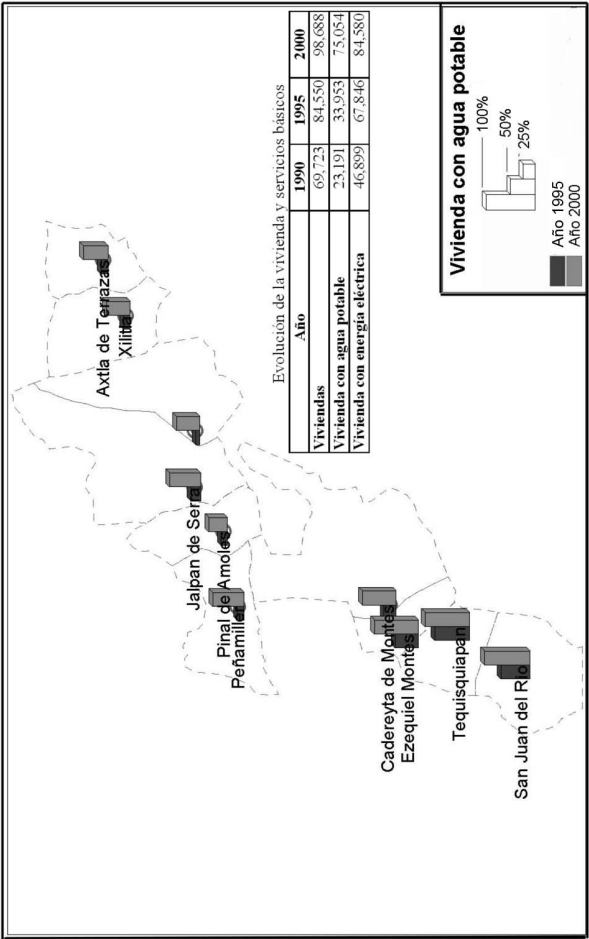 Axtla de Terrazas
Xilitla
Jalpan de Serra
Pinal de Amoles
Peñamiller
Cadereyta de Montes
Ezequiel Montes
Tequisquiapan
San Juan del Río
Evolución de la vivienda y servicios básicos
Año 1990 1995 2000
Viviendas 69,723 84,550 98,688
Vivienda con agua potable 23,191 33,953 75,054
Vivienda con energía eléctrica 46,899 67,846 84,580
Vivienda con agua potable
100%
50%
25%
Año 1995
Año 2000